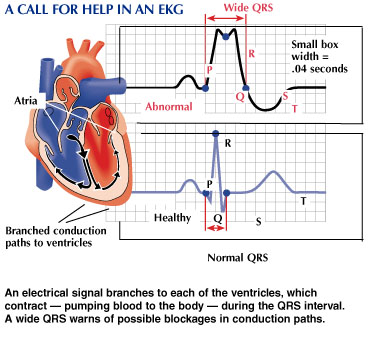 A CALL FOR HELP IN AN EKG
Wide QRS
P
R
Q
S
T
Small box
width =
.04 seconds
Abnormal
Atria
R
P
Q
S
T
Healthy
Branched conduction
paths to ventricles
Normal QRS
An electrical signal branches to each of the ventricles, which
contract — pumping blood to the body — during the QRS interval.
A wide QRS warns of possible blockages in conduction paths.